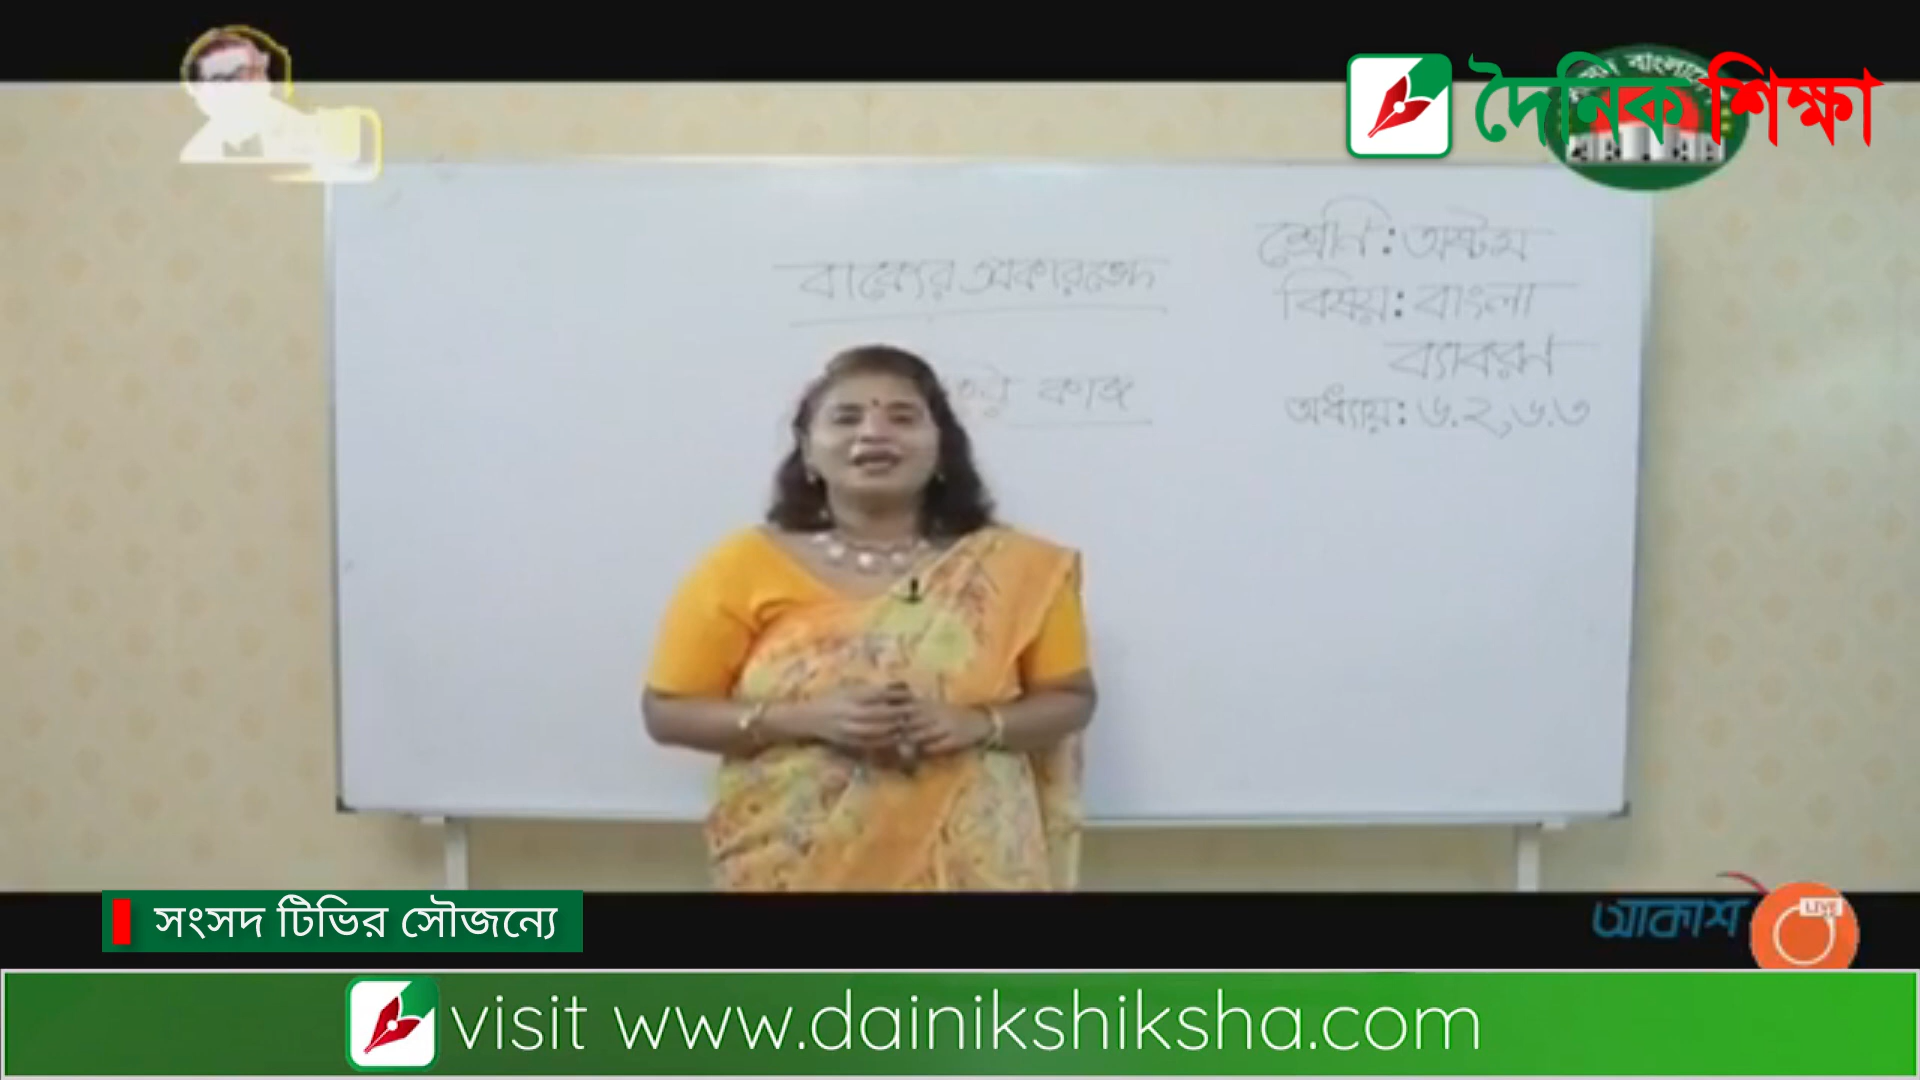 দৈনিক শিক্ষা
বাংলাদেশ
শ্রেণি : অষ্টম
বিষয় : বাংলা
ব্যাকরণ
অধ্যায় : ৬.২, ৬.৩
বাক্যের প্রকারভেদ
কাজ
সংসদ টিভির সৌজন্যে
আকাশ
LIVE
visit www.dainikshiksha.com